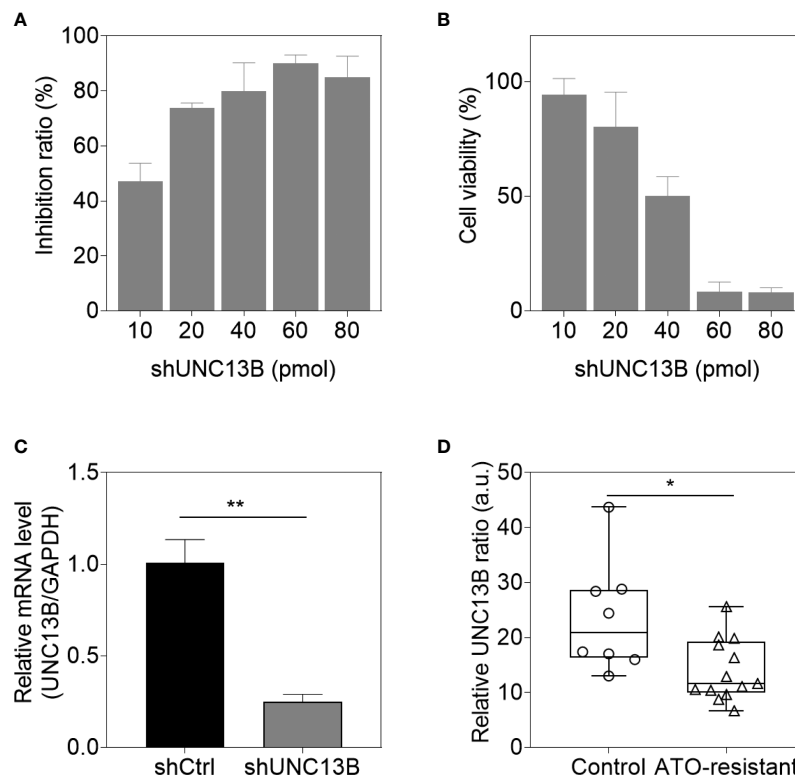 A
Inhibition ratio (%)
100
80
60
40
20
0
10 20 40 60 80
shUNC13B (pmol)
B
Cell viability (%)
100
50
0
10 20 40 60 80
shUNC13B (pmol)
C
Relative mRNA level
(UNC13B/GAPDH)
1.5
1.0
0.5
0.0
**
shCtrl shUNC13B
D
Relative UNC13B ratio (a.u.)
50
40
30
20
10
0
*
Control ATO-resistant